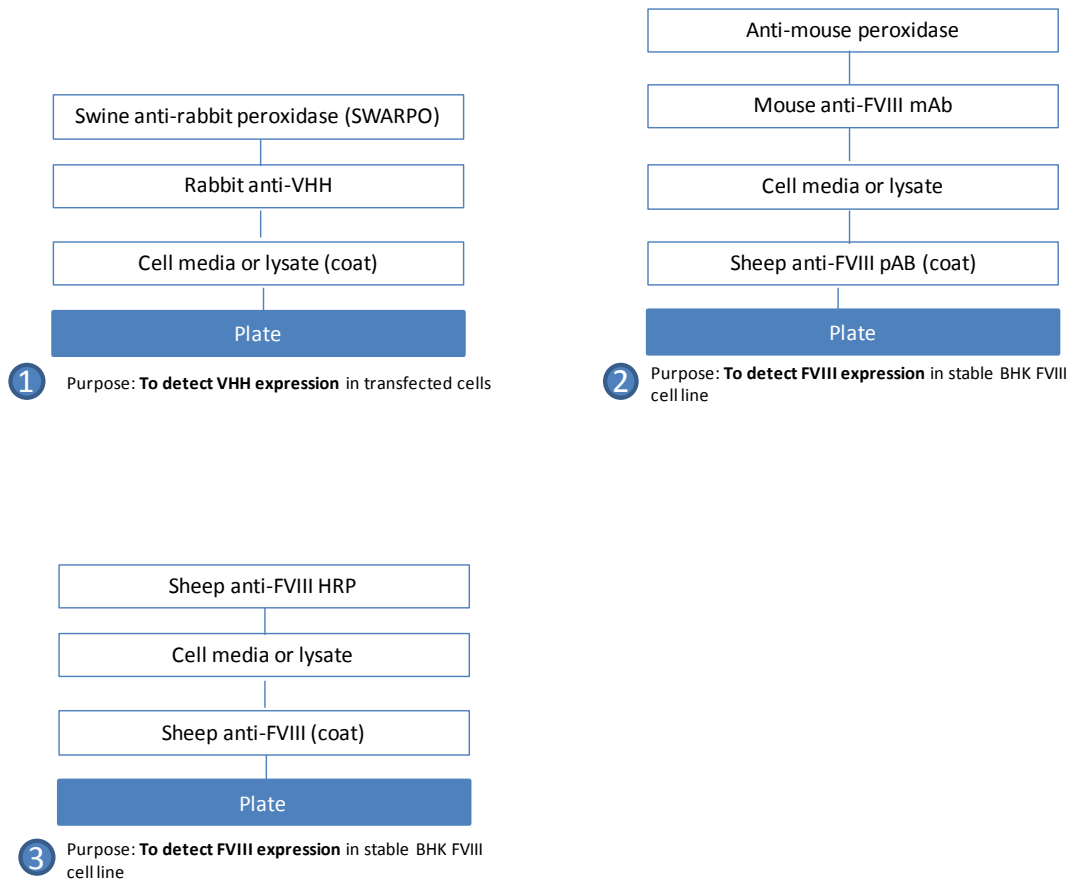 Swine anti-rabbit peroxidase (SWARPO)
Rabbit anti-VHH
Cell media or lysate (coat)
Plate
1
Purpose: To detect VHH expression in transfected cells
Anti-mouse peroxidase
Mouse anti-FVIII mAb
Cell media or lysate
Sheep anti-FVIII pAB (coat)
Plate
2
Purpose: To detect FVIII expression in stable BHK FVIII
cell line
Sheep anti-FVIII HRP
Cell media or lysate
Sheep anti-FVIII (coat)
Plate
3
Purpose: To detect FVIII expression in stable BHK FVIII
cell line